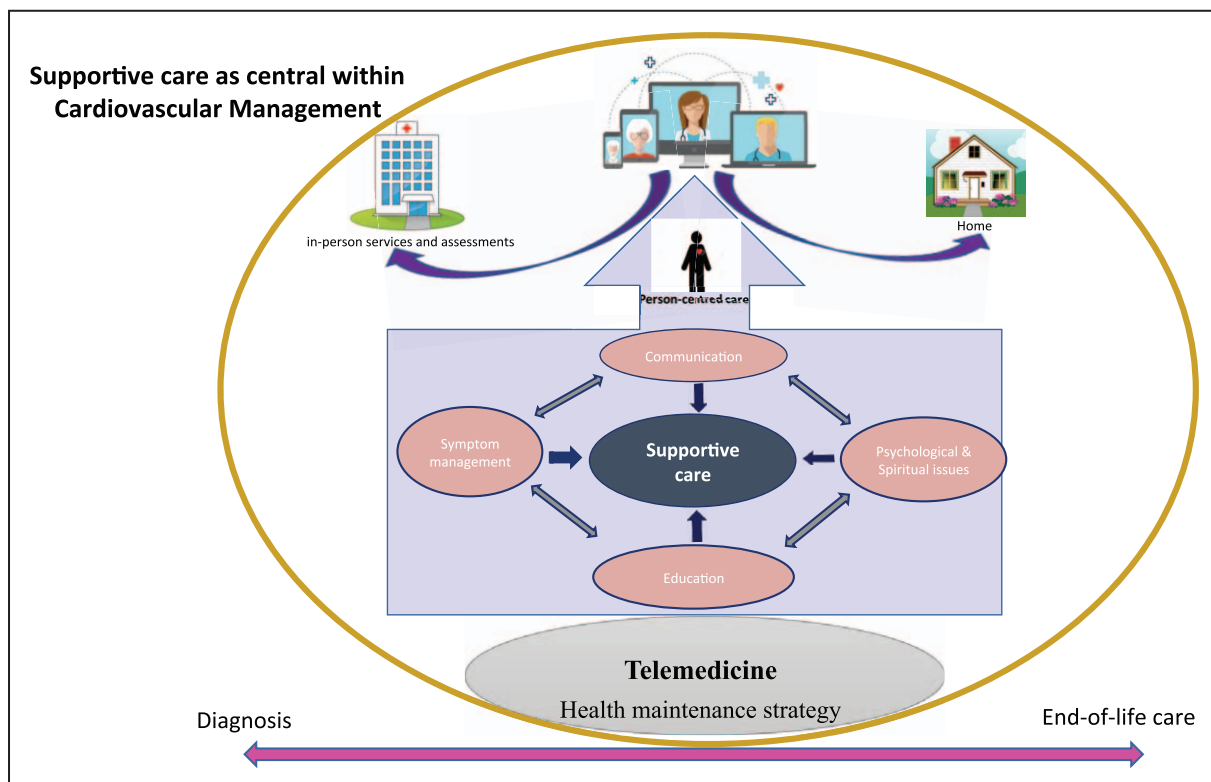 Supportive care as central within
Cardiovascular Management
in-person services and assessments
Home
Person-centred care
Communication
Symptom
management
Supportive
care
Psychological &
Spiritual issues
Education
Telemedicine
Health maintenance strategy
Diagnosis
End-of-life care